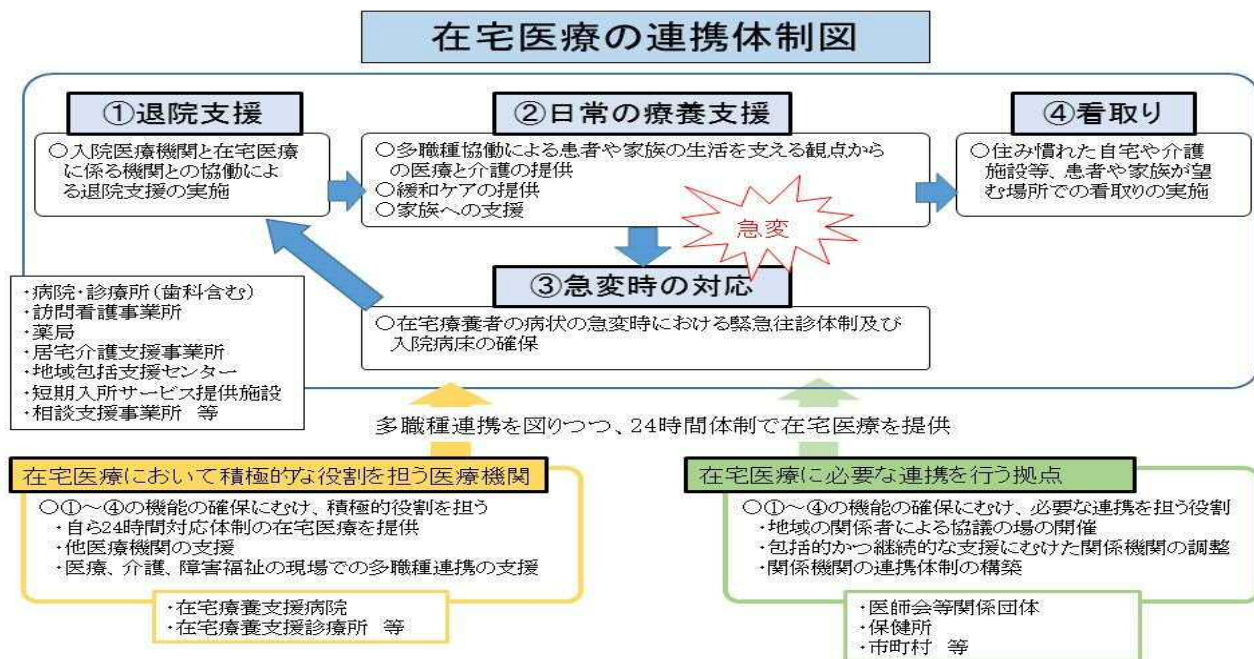 在宅医療の連携体制図
①退院支援
○入院医療機関と在宅医療
に係る機関との協働によ
る退院支援の実施
②日常の療養支援
○多職種協働による患者や家族の生活を支える観点から
の医療と介護の提供
○緩和ケアの提供
○家族への支援
急変
④看取り
○住み慣れた自宅や介護
施設等、患者や家族が望
む場所での看取りの実施
③急変時の対応
○在宅療養者の病状の急変時における緊急往診体制及び
入院病床の確保
・病院・診療所(歯科含む)
・訪問看護事業所
・薬局
・居宅介護支援事業所
・地域包括支援センター
・短期入所サービス提供施設
・相談支援事業所 等
多職種連携を図りつつ、24時間体制で在宅医療を提供
在宅医療において積極的な役割を担う医療機関
○①~④の機能の確保にむけ、積極的役割を担う
・自ら24時間対応体制の在宅医療を提供
・他医療機関の支援
・医療、介護、障害福祉の現場での多職種連携の支援
・在宅療養支援病院
・在宅療養支援診療所 等
在宅医療に必要な連携を行う拠点
○①~④の機能の確保にむけ、必要な連携を担う役割
・地域の関係者による協議の場の開催
・包括的かつ継続的な支援にむけた関係機関の調整
・関係機関の連携体制の構築
・医師会等関係団体
・保健所
・市町村 等